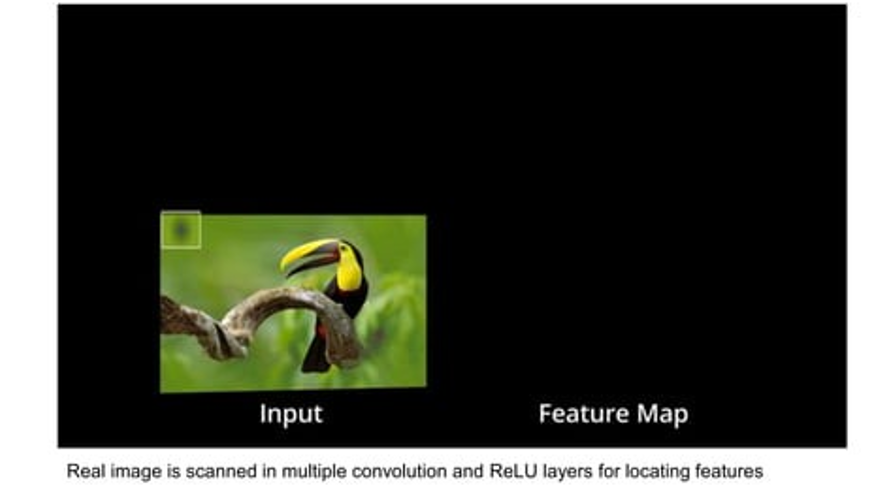 Input
Feature Map
Real image is scanned in multiple convolution and ReLU layers for locating features